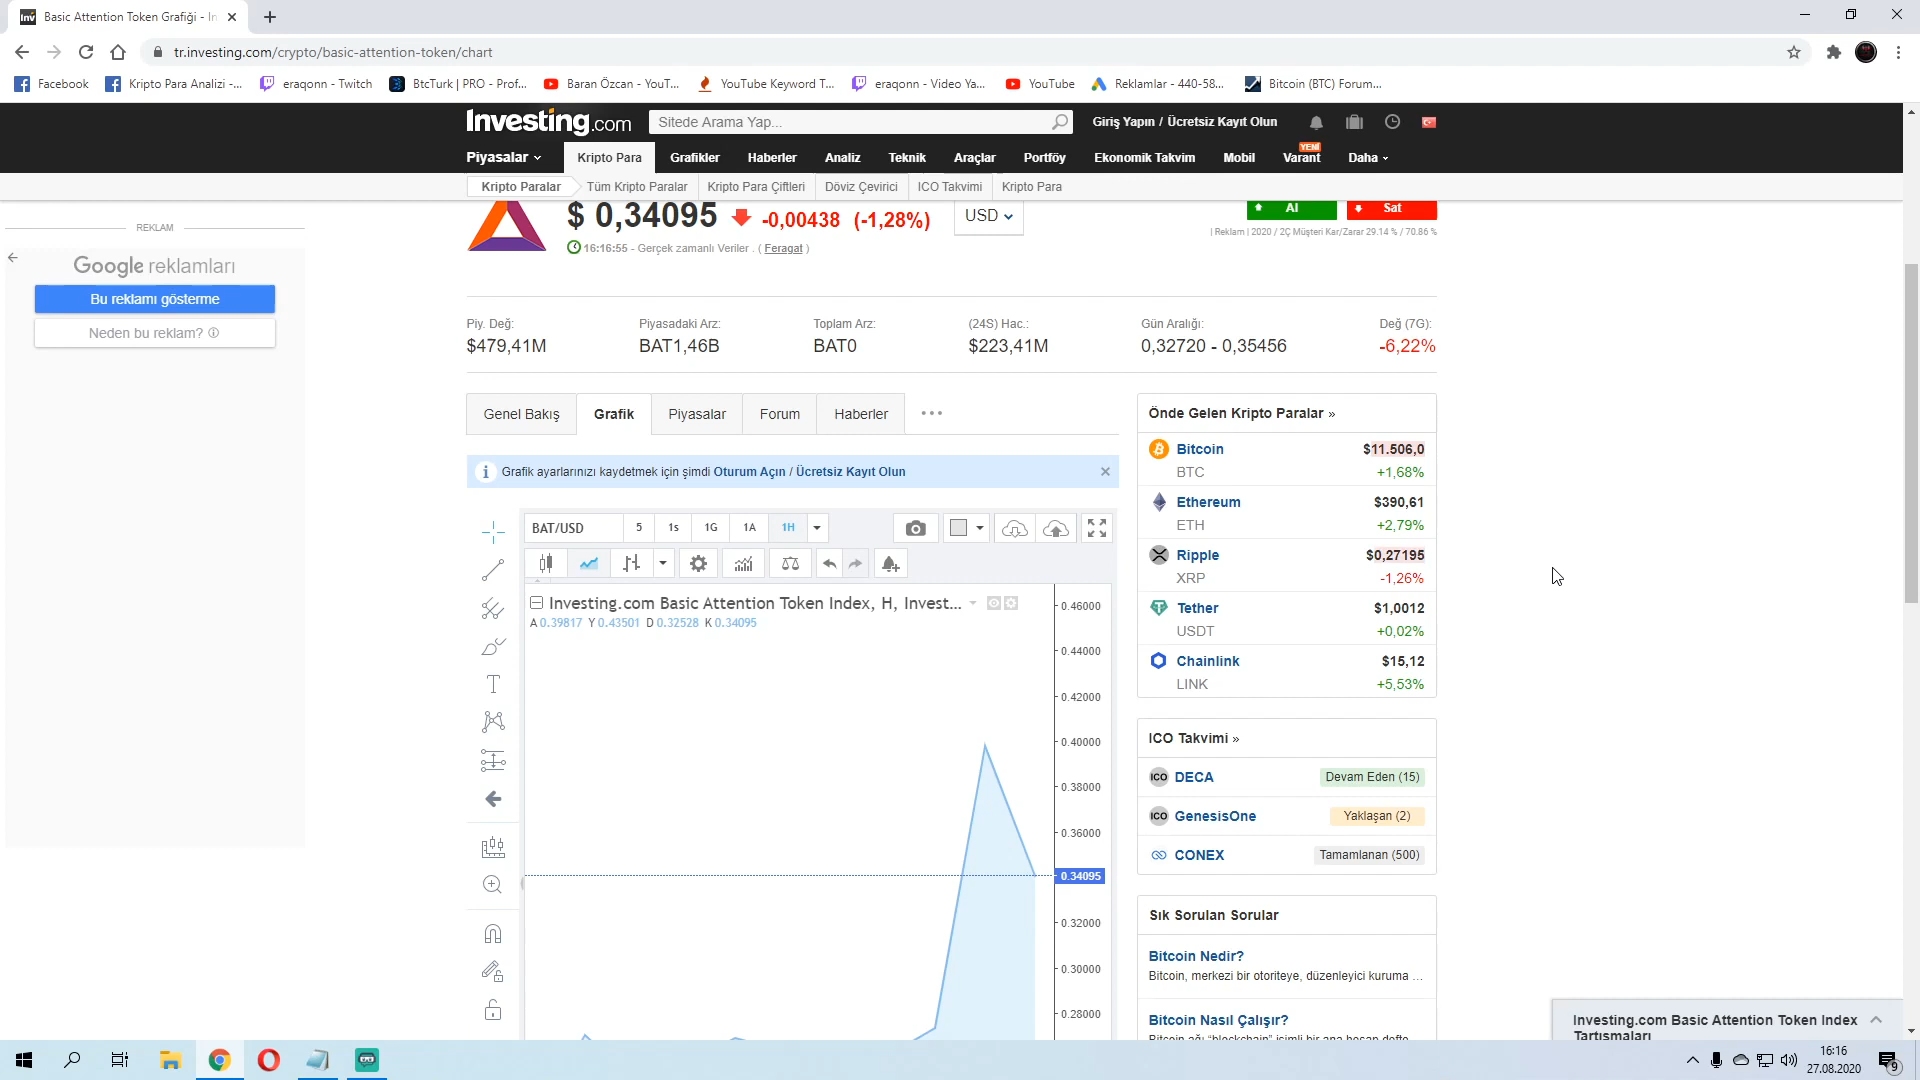 Basic Attention Token Grafiği - In
tr.investing.com/crypto/basic-attention-token/chart
Facebook
Kripto Para Analizi -...
eraqonn - Twitch
BtcTurk | PRO - Prof...
Baran Özcan - YouT...
YouTube Keyword T...
eraqonn - Video Ya...
YouTube
Reklamlar - 440-58...
Bitcoin (BTC) Forum...
Investing.com
Sitede Arama Yap...
Giriş Yapın / Ücretsiz Kayıt Olun
Piyasalar
Kripto Para
Grafikler
Haberler
Analiz
Teknik
Araçlar
Portföy
Ekonomik Takvim
Mobil
YENİ
Varant
Daha
Kripto Paralar
Tüm Kripto Paralar
Kripto Para Çiftleri
Döviz Çevirici
ICO Takvimi
Kripto Para
REKLAM
Google reklamları
Bu reklamı gösterme
Neden bu reklam?
$ 0,34095 -0,00438 (-1,28%)
USD
16:16:55 - Gerçek zamanlı Veriler . ( Feragat )
Al
Sat
| Reklam | 2020 / 2Ç Müşteri Kar/Zarar 29.14 % / 70.86 %
Piy. Değ:
$479,41M
Piyasadaki Arz:
BAT1,46B
Toplam Arz:
BAT0
(24S) Hac.:
$223,41M
Gün Aralığı:
0,32720 - 0,35456
Değ (7G):
-6,22%
Genel Bakış
Grafik
Piyasalar
Forum
Haberler
Grafik ayarlarınızı kaydetmek için şimdi Oturum Açın / Ücretsiz Kayıt Olun
BAT/USD
5
1s
1G
1A
1H
Investing.com Basic Attention Token Index, H, Invest...
A 0.39817 Y 0.43501 D 0.32528 K 0.34095
0.46000
0.44000
0.42000
0.40000
0.38000
0.36000
0.34095
0.32000
0.30000
0.28000
Önde Gelen Kripto Paralar »
Bitcoin $11.506,0
BTC +1,68%
Ethereum $390,61
ETH +2,79%
Ripple $0,27195
XRP -1,26%
Tether $1,0012
USDT +0,02%
Chainlink $15,12
LINK +5,53%
ICO Takvimi »
ICO DECA Devam Eden (15)
ICO GenesisOne Yaklaşan (2)
CONEX Tamamlanan (500)
Sık Sorulan Sorular
Bitcoin Nedir?
Bitcoin, merkezi bir otoriteye, düzenleyici kuruma ...
Bitcoin Nasıl Çalışır?
Bitcoin ağı "blockchain" isimli bir ana hesap defte...
Investing.com Basic Attention Token Index
Tartışmaları
16:16
27.08.2020
9